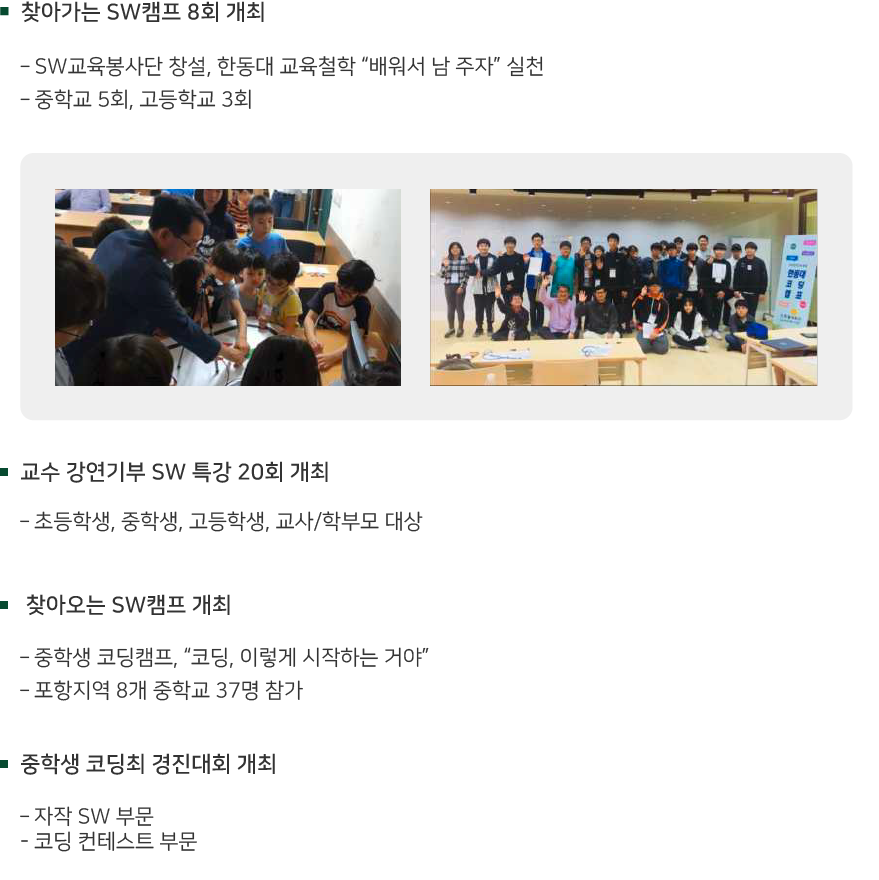 찾아가는 SW캠프 8회 개최
– SW교육봉사단 창설, 한동대 교육철학 “배워서 남 주자” 실천
– 중학교 5회, 고등학교 3회
한동대
코딩
캠프
교수 강연기부 SW 특강 20회 개최
– 초등학생, 중학생, 고등학생, 교사/학부모 대상
찾아오는 SW캠프 개최
– 중학생 코딩캠프, “코딩, 이렇게 시작하는 거야”
– 포항지역 8개 중학교 37명 참가
중학생 코딩최 경진대회 개최
– 자작 SW 부문
- 코딩 컨테스트 부문